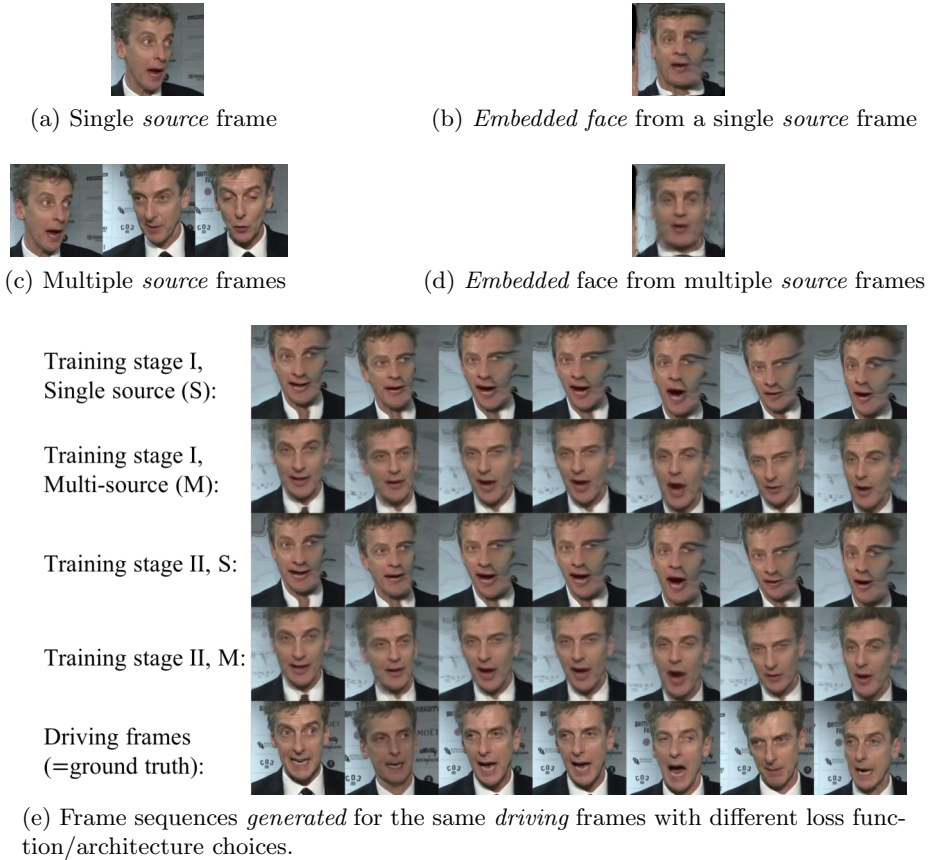 (a) Single source frame
(b) Embedded face from a single source frame
(c) Multiple source frames
(d) Embedded face from multiple source frames
Training stage I,
Single source (S):
Training stage I,
Multi-source (M):
Training stage II, S:
Training stage II, M:
Driving frames
(=ground truth):
MOET
(e) Frame sequences generated for the same driving frames with different loss func-
tion/architecture choices.